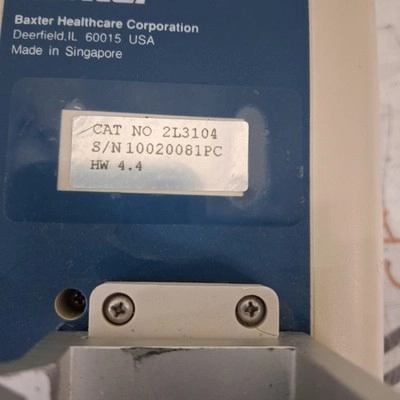 Baxter Healthcare Corporation
Deerfield,IL 60015 USA
Made in Singapore
CAT NO 2L3104
S/N 10020081PC
HW 4.4